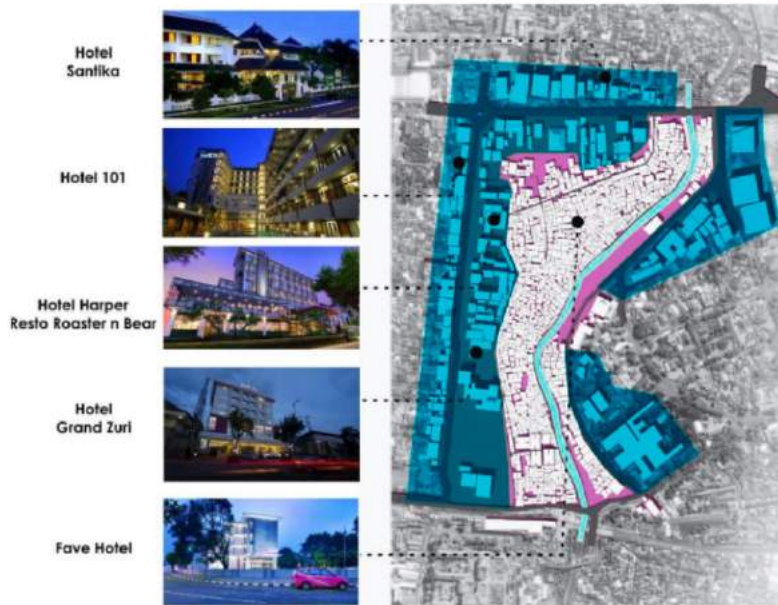 Hotel
Santika
Hotel 101
Hotel Harper
Resto Roaster n Bear
Hotel
Grand Zuri
Fave Hotel